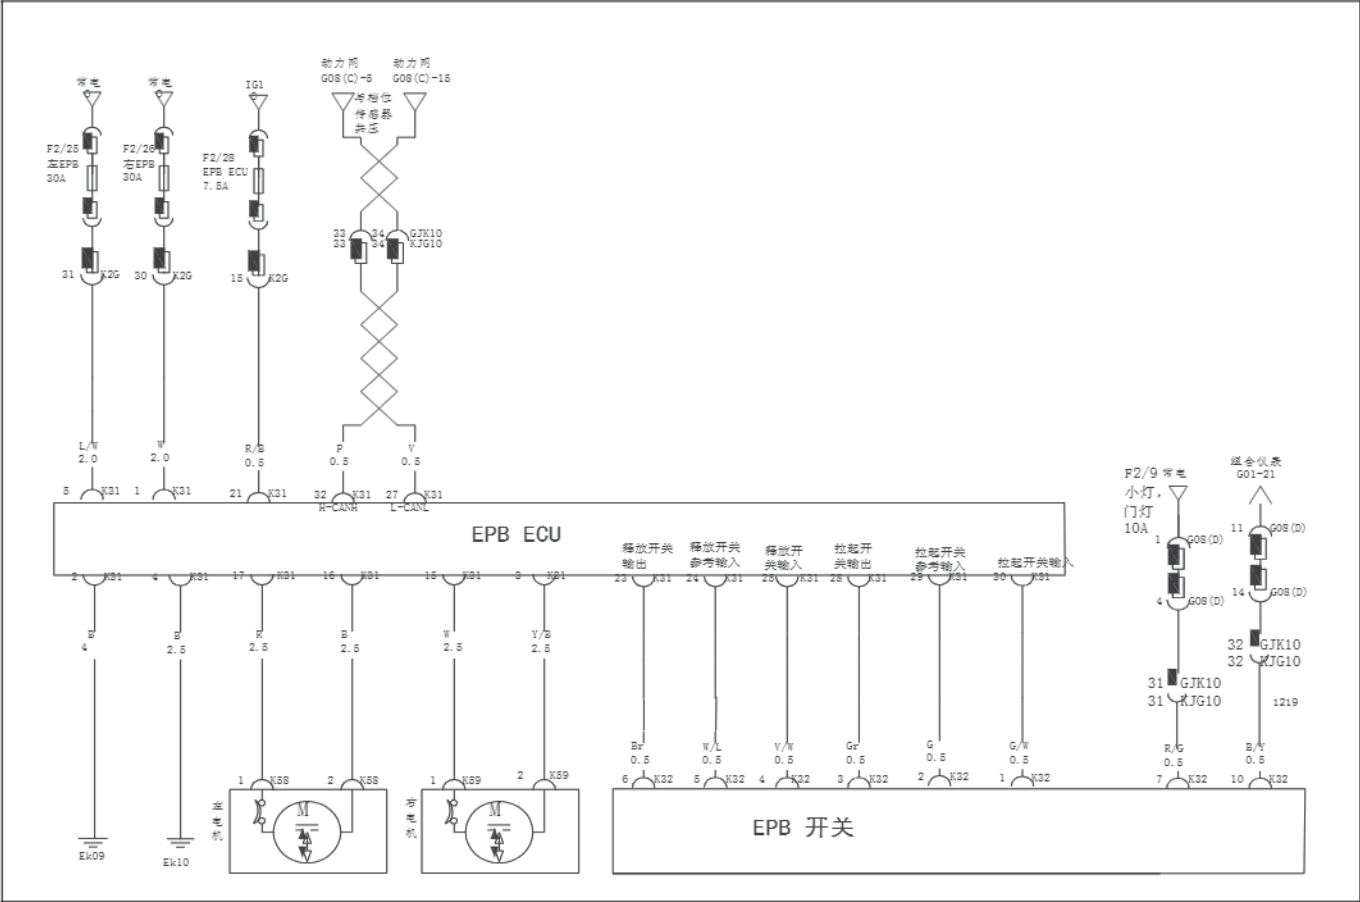 常电
常电
IG1
动力网
G08(C)-5
动力网
G08(C)-15
与档位
传感器
共压
F2/25
左EPB
30A
F2/26
右EPB
30A
F2/28
EPB ECU
7.5A
33
34
GJK10
33
34
KJG10
31
K2G
30
K2G
15
K2G
L/W
2.0
W
2.0
R/B
0.5
P
0.5
V
0.5
5
K31
1
K31
21
K31
32
K31
H-CANH
27
K31
L-CANL
EPB ECU
释放开关
输出
释放开关
参考输入
释放开
关输入
拉起开
关输出
拉起开关
参考输入
拉起开关输入
2
K31
4
K31
17
K31
16
K31
15
K31
3
K31
23
K31
24
K31
25
K31
28
K31
29
K31
30
K31
B
4
B
2.5
R
2.5
B
2.5
W
2.5
Y/B
2.5
F2/9 常电
小灯,
门灯
10A
组合仪表
G01-21
1
G08(D)
11
G08(D)
4
G08(D)
14
G08(D)
32
GJK10
32
KJG10
31
GJK10
31
KJG10
1219
Br
0.5
W/L
0.5
V/W
0.5
Gr
0.5
G
0.5
G/W
0.5
R/G
0.5
B/Y
0.5
1
K58
2
K58
1
K59
2
K59
6
K32
5
K32
4
K32
3
K32
2
K32
1
K32
7
K32
10
K32
左电机
M
右电机
M
EPB 开关
Ek09
Ek10